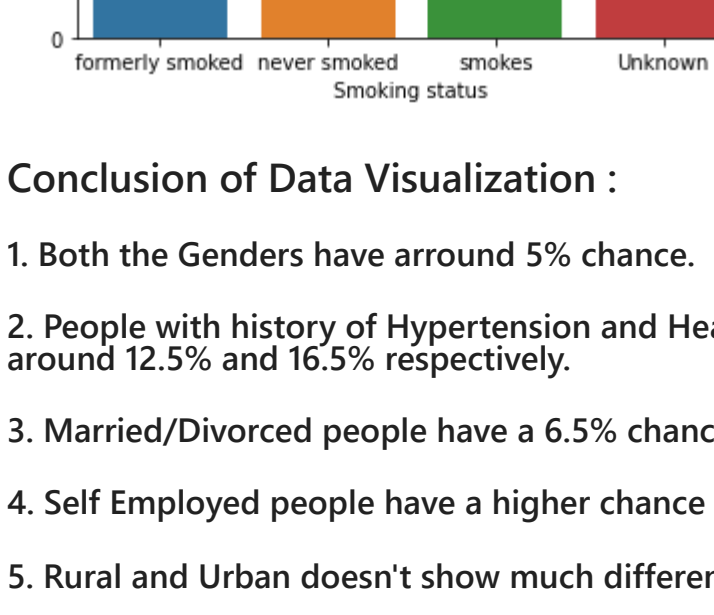 0
formerly smoked never smoked smokes Unknown
Smoking status
Conclusion of Data Visualization :
1. Both the Genders have arround 5% chance.
2. People with history of Hypertension and Hea
around 12.5% and 16.5% respectively.
3. Married/Divorced people have a 6.5% chanc
4. Self Employed people have a higher chance
5. Rural and Urban doesn't show much differen